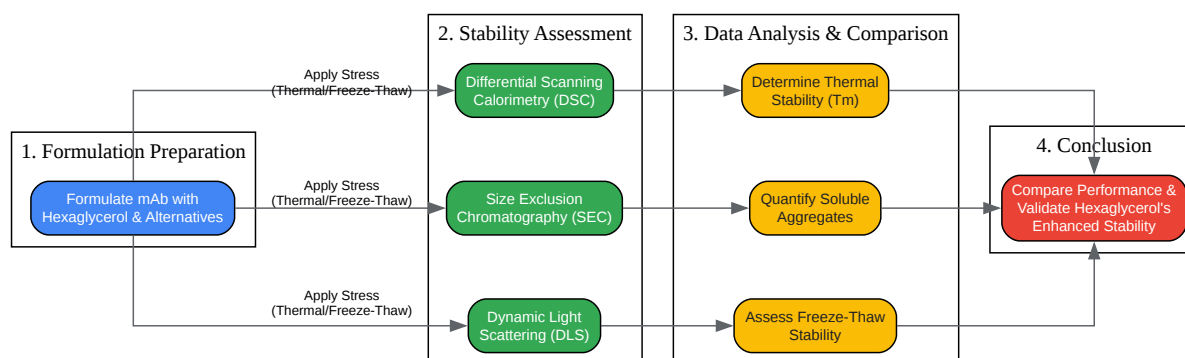 1. Formulation Preparation
Formulate mAb with
Hexaglycerol & Alternatives
Apply Stress
(Thermal/Freeze-Thaw)
Apply Stress
(Thermal/Freeze-Thaw)
Apply Stress
(Thermal/Freeze-Thaw)
2. Stability Assessment
Differential Scanning
Calorimetry (DSC)
Size Exclusion
Chromatography (SEC)
Dynamic Light
Scattering (DLS)
3. Data Analysis & Comparison
Determine Thermal
Stability (Tm)
Quantify Soluble
Aggregates
Assess Freeze-Thaw
Stability
4. Conclusion
Compare Performance &
Validate Hexaglycerol's
Enhanced Stability